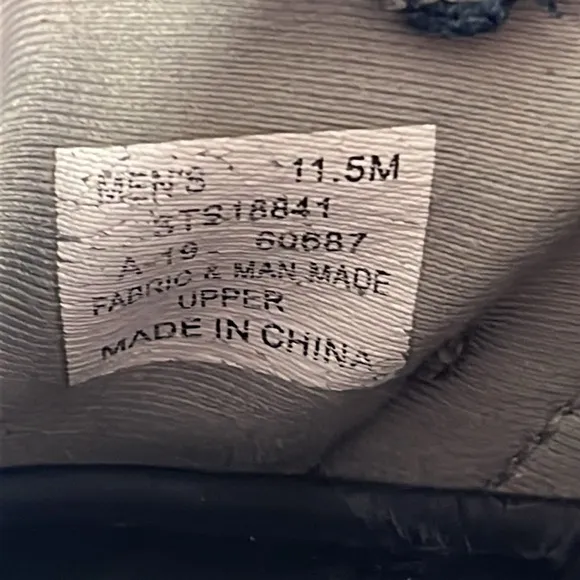 MEN'S 11.5M
STS18841
A-19- 60687
FABRIC & MAN MADE
UPPER
MADE IN CHINA